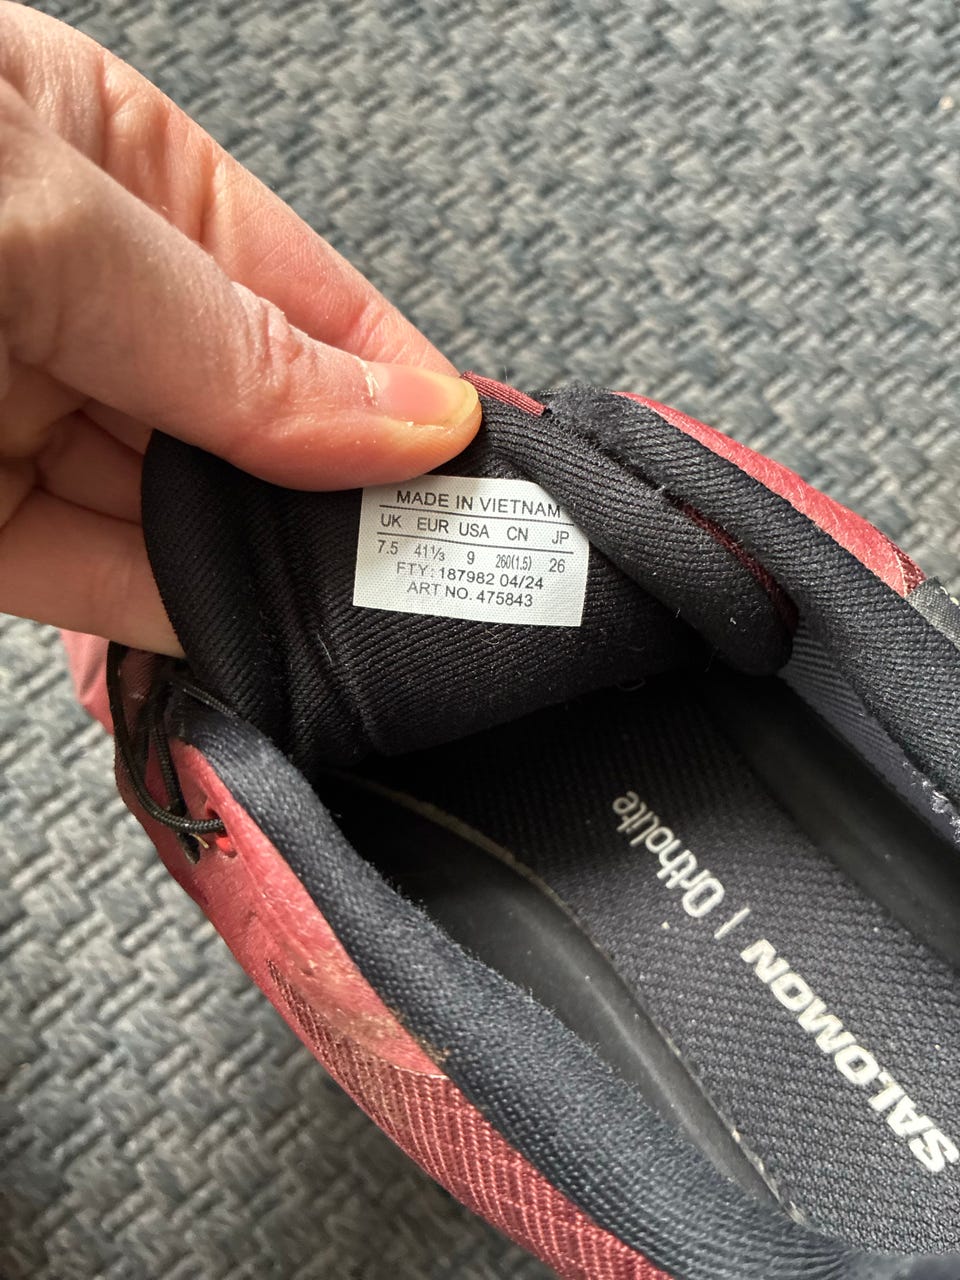 MADE IN VIETNAM
UK EUR USA CN JP
7.5 41⅓ 9 260(1.5) 26
FTY: 187982 04/24
ART NO. 475843
SALOMON | Ortholite